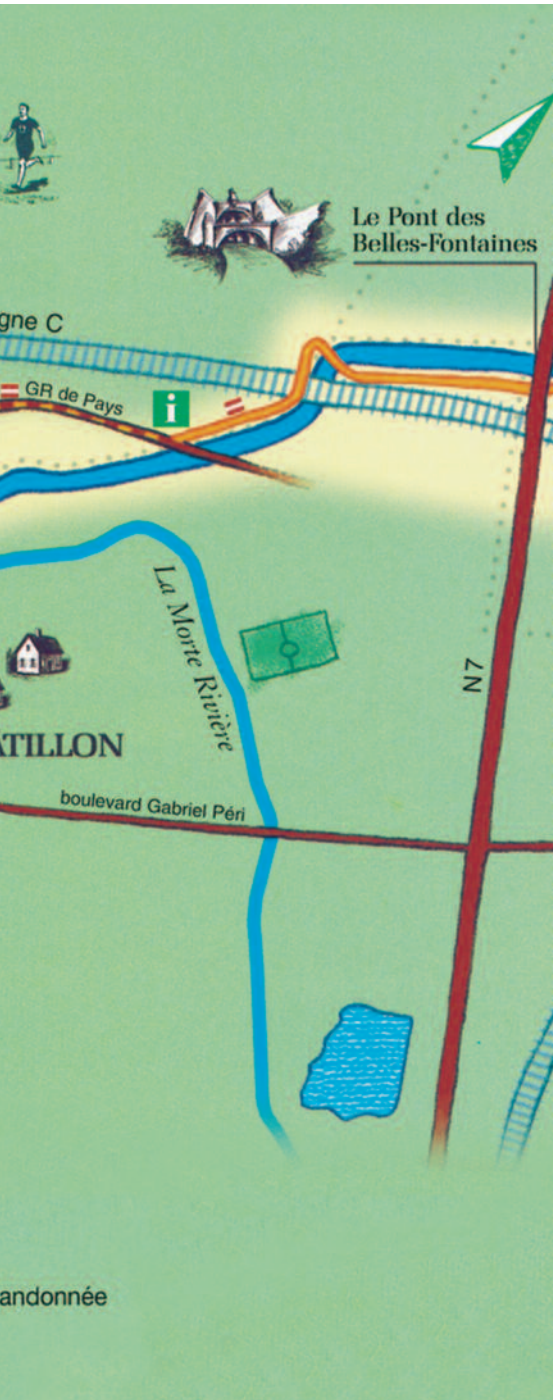 Le Pont des
Belles-Fontaines
gne C
GR de Pays
i
La Morte Rivière
N7
ATILLON
boulevard Gabriel Péri
andonnée